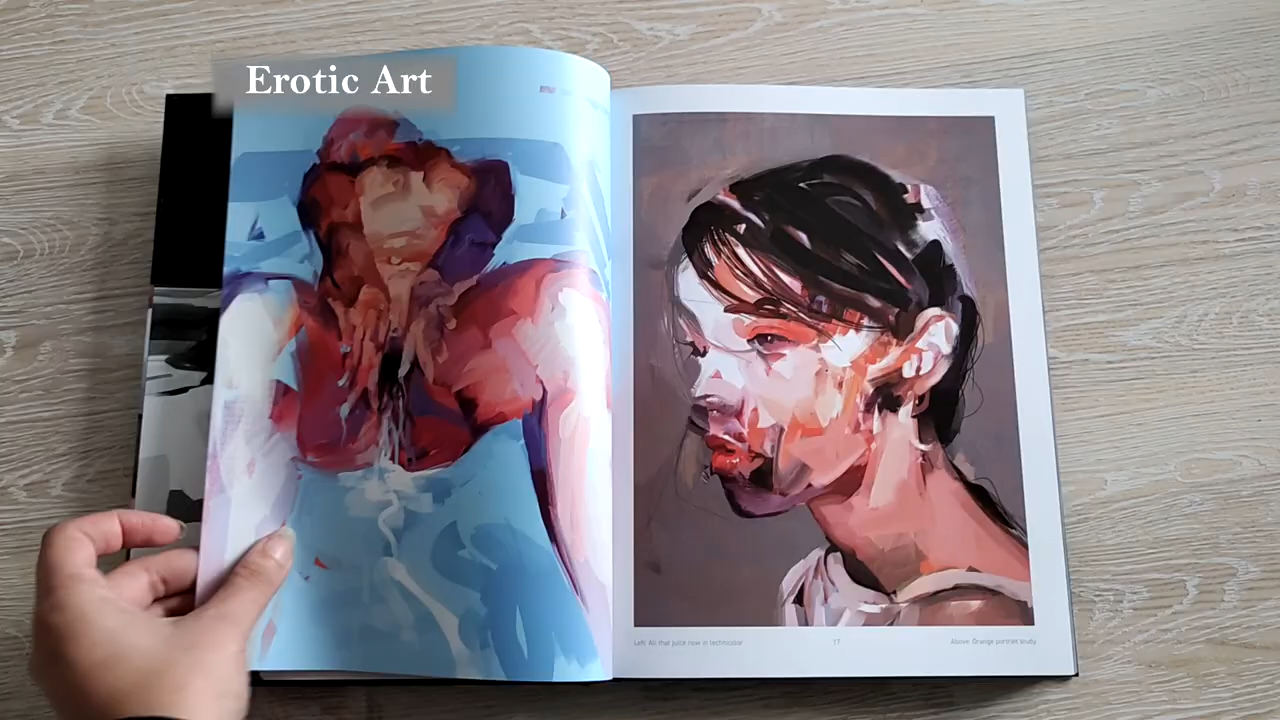 Erotic Art
Left: All that juice now in technicolor
17
Above: Orange portrait study